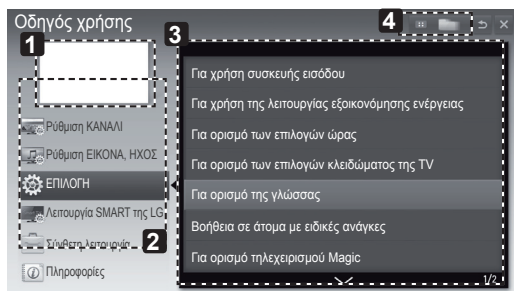 Οδηγός χρήσης
4
1
3
Ρύθμιση ΚΑΝΑΛΙ
Ρύθμιση ΕΙΚΟΝΑ, ΗΧΟΣ
ΕΠΙΛΟΓΗ
Λειτουργία SMART της LG
Σύνθετη λειτουργία
2
Πληροφορίες
Για χρήση συσκευής εισόδου
Για χρήση της λειτουργίας εξοικονόμησης ενέργειας
Για ορισμό των επιλογών ώρας
Για ορισμό των επιλογών κλειδώματος της TV
Για ορισμό της γλώσσας
Βοήθεια σε άτομα με ειδικές ανάγκες
Για ορισμό τηλεχειρισμού Magic
1/2